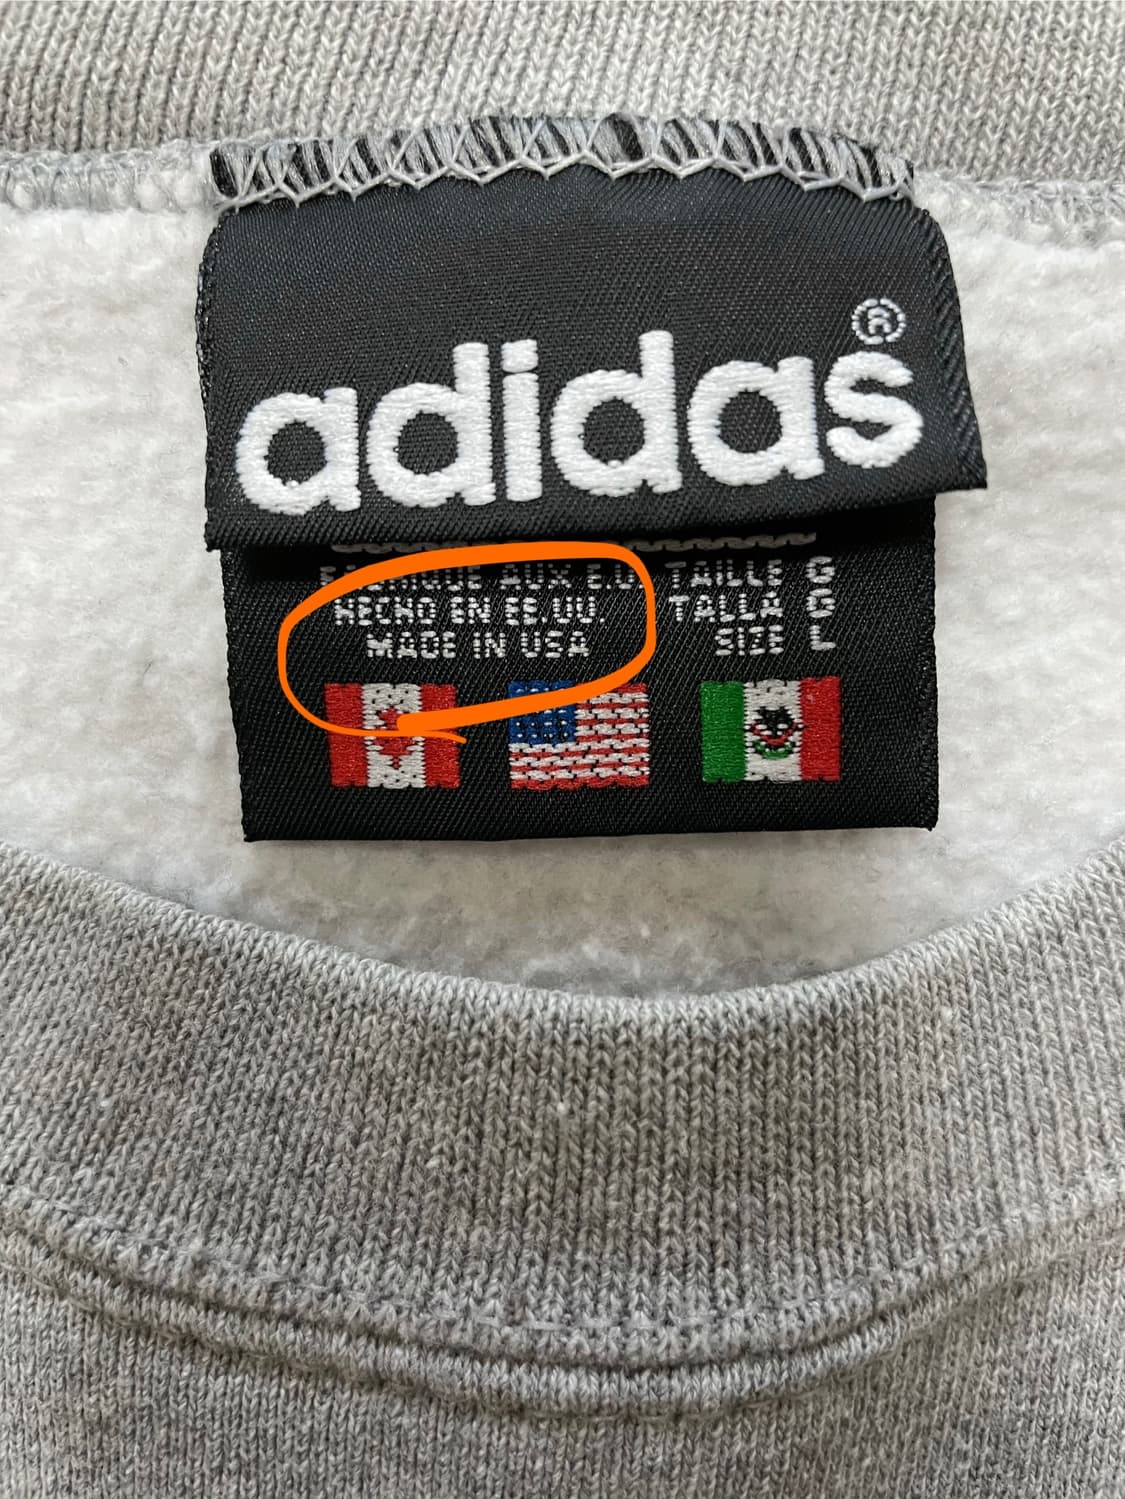 adidas®
FABRIQUE AUX E.U. TAILLE G
HECHO EN EE.UU. TALLA G
MADE IN USA SIZE L